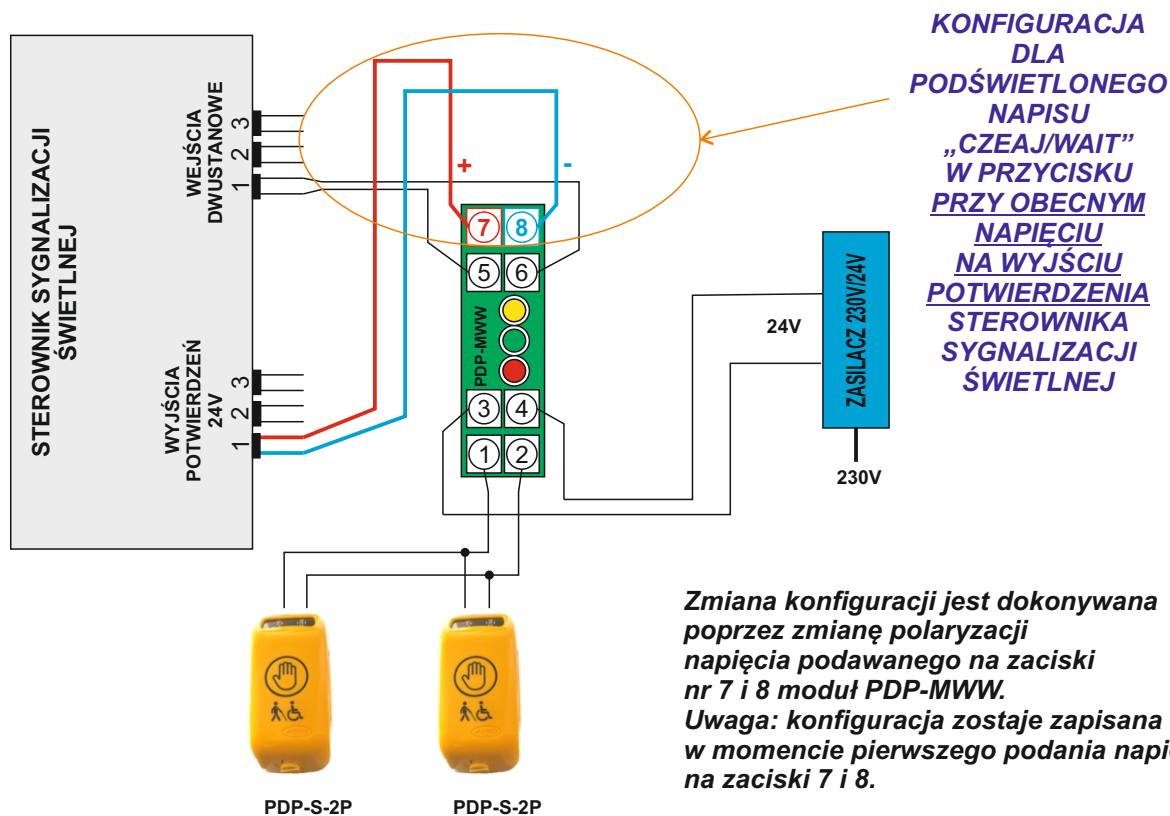 KONFIGURACJA
DLA
PODŚWIETLONEGO
NAPISU
„CZEAJ/WAIT”
W PRZYCISKU
PRZY OBECNYM
NAPIĘCIU
NA WYJŚCIU
POTWIERDZENIA
STEROWNIKA
SYGNALIZACJI
ŚWIETLNEJ
STEROWNIK SYGNALIZACJI
ŚWIETLNEJ
WEJŚCIA
DWUSTANOWE
3
2
1
WYJŚCIA
POTWIERDZEŃ
24V
3
2
1
+
-
7 8
5 6
PDP-MWW
3 4
1 2
24V
ZASILACZ 230V/24V
230V
PDP-S-2P
PDP-S-2P
Zmiana konfiguracji jest dokonywana
poprzez zmianę polaryzacji
napięcia podawanego na zaciski
nr 7 i 8 moduł PDP-MWW.
Uwaga: konfiguracja zostaje zapisana
w momencie pierwszego podania
na zaciski 7 i 8.